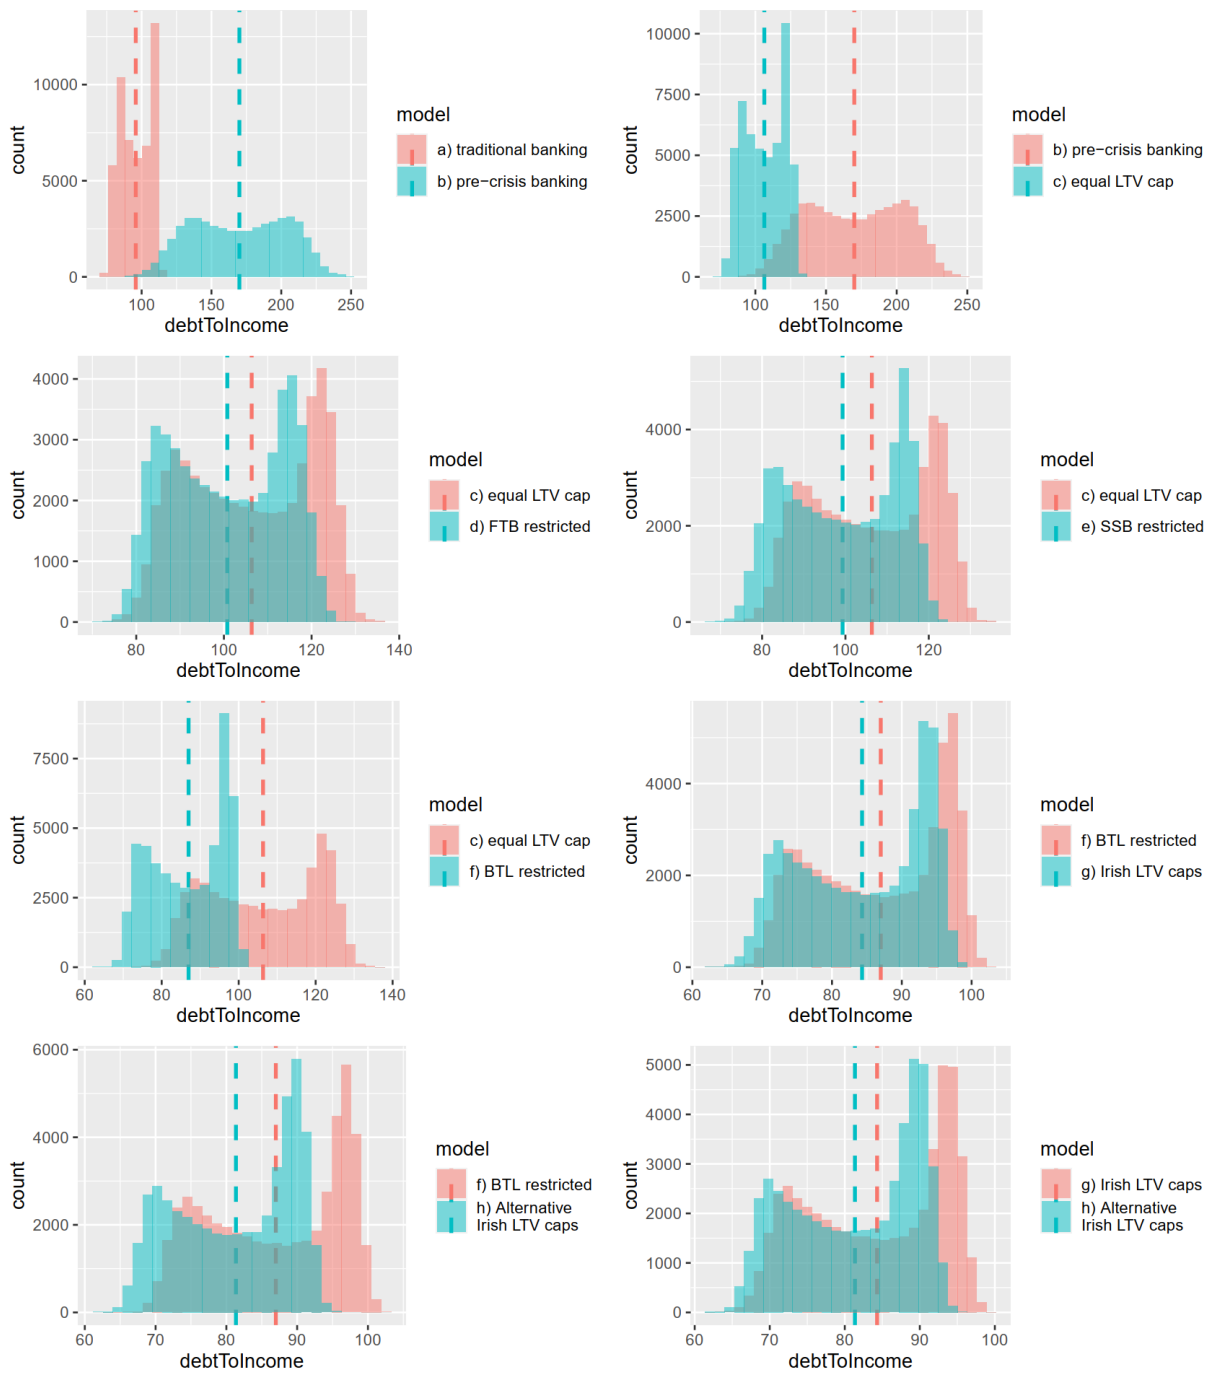 10000
5000
0
count
100
150
200
250
debtToIncome
model
a) traditional banking
b) pre−crisis banking
10000
7500
5000
2500
0
count
100
150
200
250
debtToIncome
model
b) pre−crisis banking
c) equal LTV cap
4000
3000
2000
1000
0
count
80
100
120
140
debtToIncome
model
c) equal LTV cap
d) FTB restricted
4000
2000
0
count
80
100
120
debtToIncome
model
c) equal LTV cap
e) SSB restricted
7500
5000
2500
0
count
60
80
100
120
140
debtToIncome
model
c) equal LTV cap
f) BTL restricted
4000
2000
0
count
60
70
80
90
100
debtToIncome
model
f) BTL restricted
g) Irish LTV caps
6000
4000
2000
0
count
60
70
80
90
100
debtToIncome
model
f) BTL restricted
h) Alternative
Irish LTV caps
5000
4000
3000
2000
1000
0
count
60
70
80
90
100
debtToIncome
model
g) Irish LTV caps
h) Alternative
Irish LTV caps